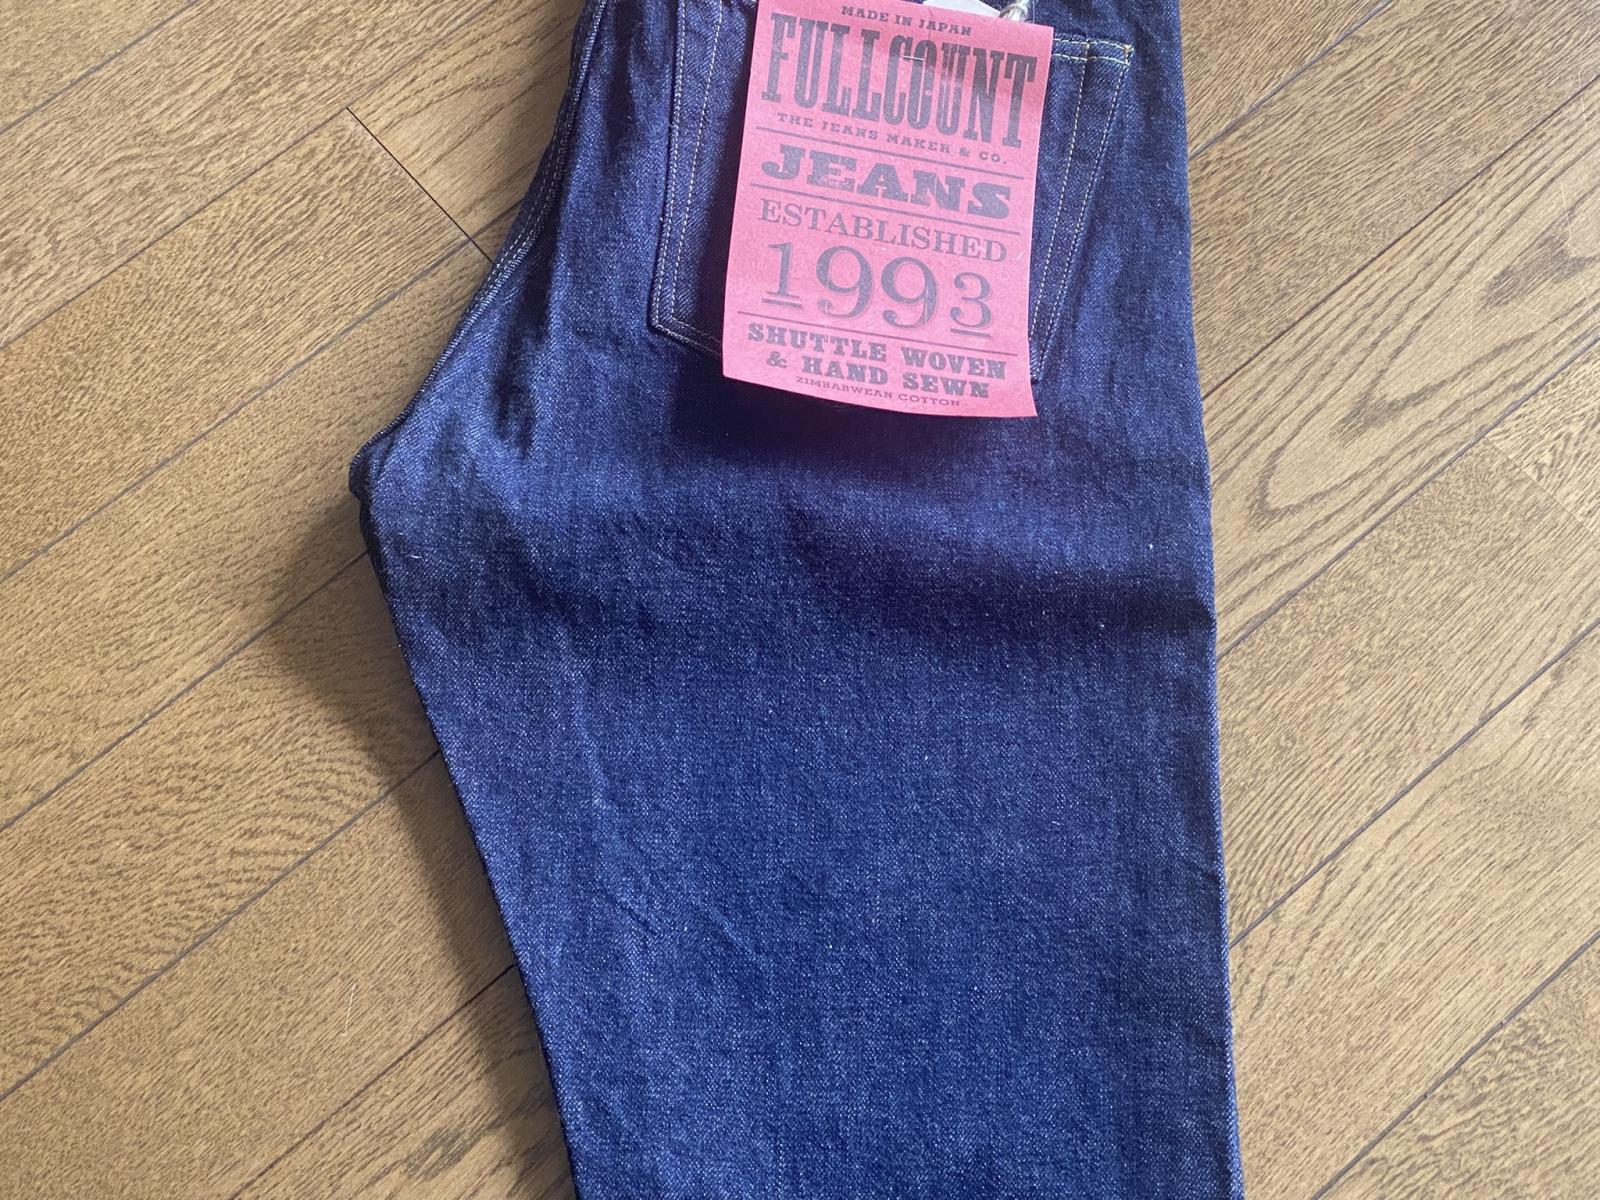 MADE IN JAPAN
FULLCOUNT
THE JEANS MAKER & CO.
JEANS
ESTABLISHED
1993
SHUTTLE WOVEN
& HAND SEWN
ZIMBABWEAN COTTON